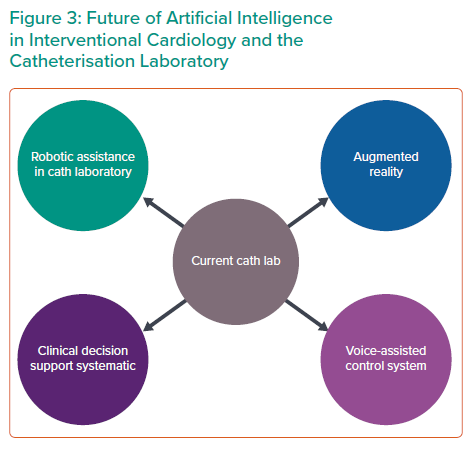 Figure 3: Future of Artificial Intelligence
in Interventional Cardiology and the
Catheterisation Laboratory
Robotic assistance
in cath laboratory
Augmented
reality
Current cath lab
Clinical decision
support systematic
Voice-assisted
control system